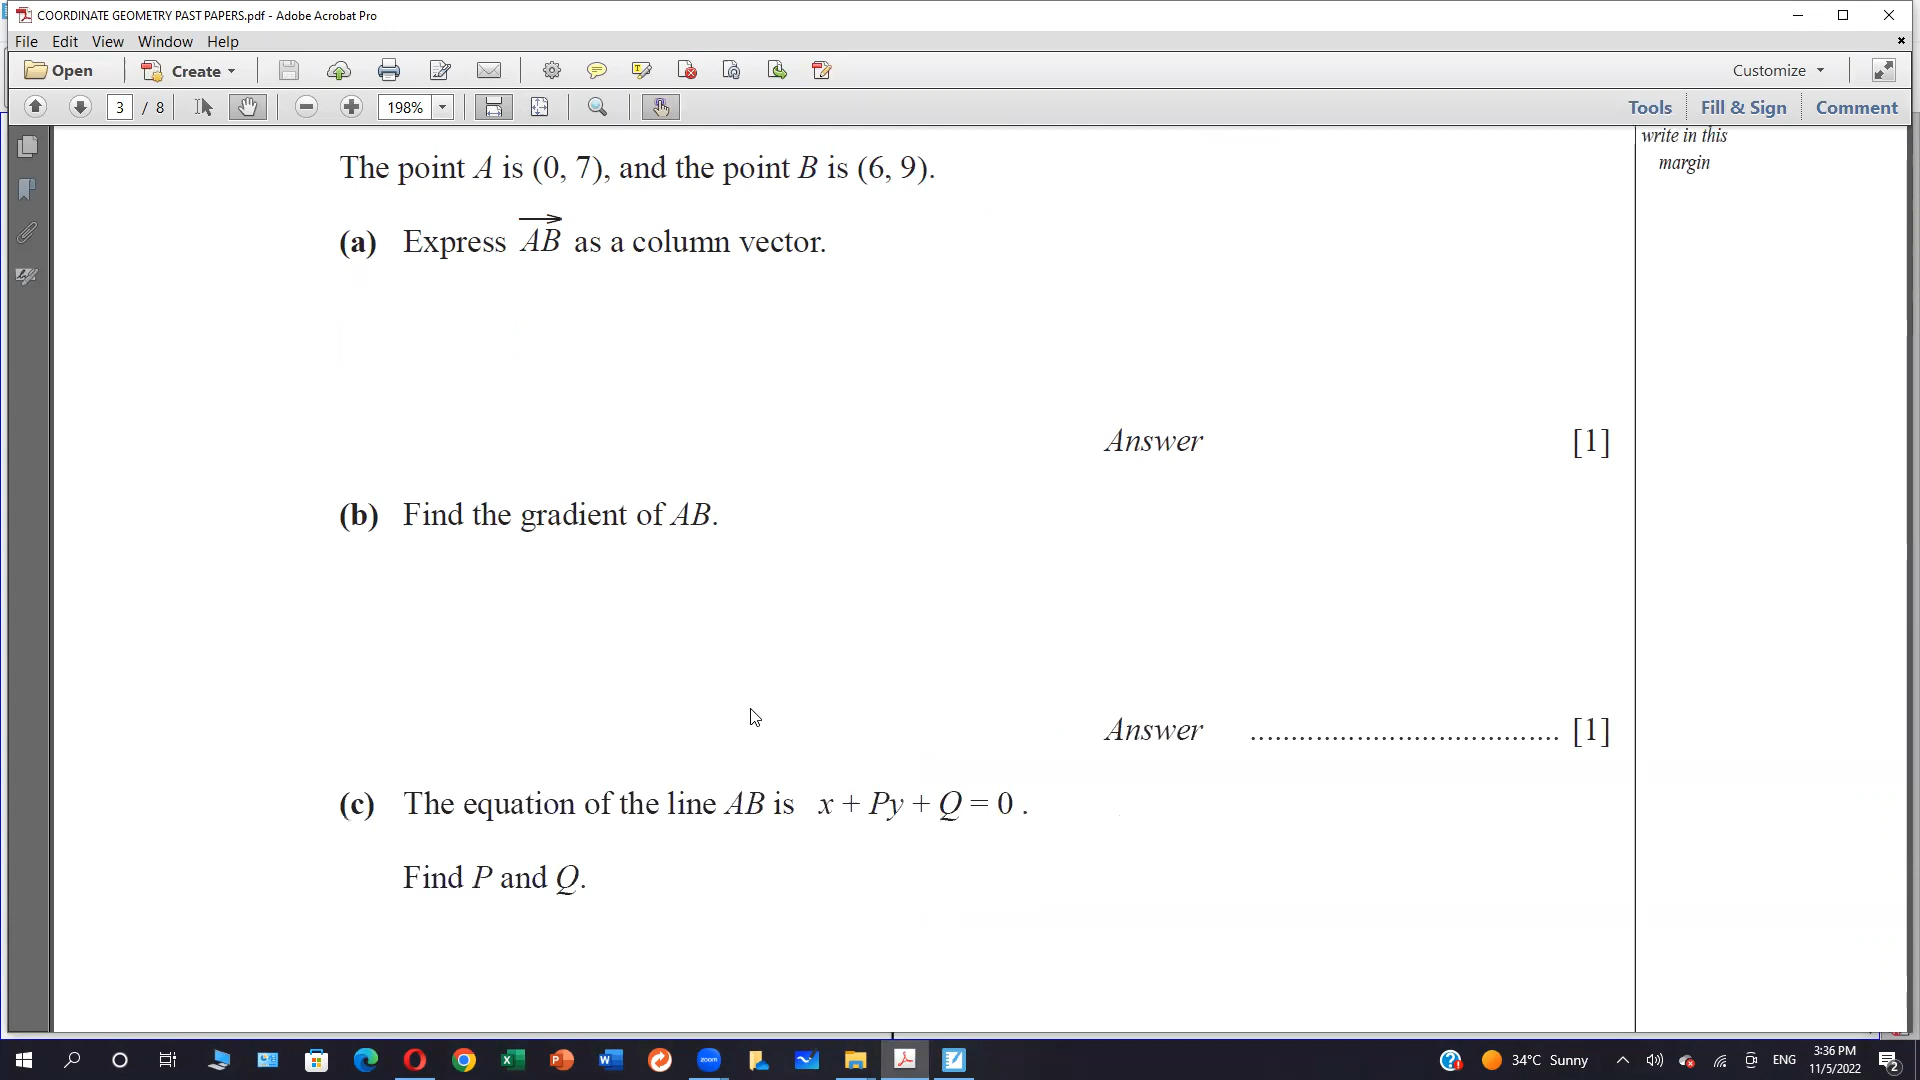 COORDINATE GEOMETRY PAST PAPERS.pdf - Adobe Acrobat Pro
File Edit View Window Help
Open Create Customize
3 / 8 198% Tools Fill & Sign Comment
write in this
margin
The point A is (0, 7), and the point B is (6, 9).
(a) Express AB as a column vector.
Answer [1]
(b) Find the gradient of AB.
Answer ...................................... [1]
(c) The equation of the line AB is x + Py + Q = 0 .
Find P and Q.
zoom 34°C Sunny ENG 3:36 PM
11/5/2022 2